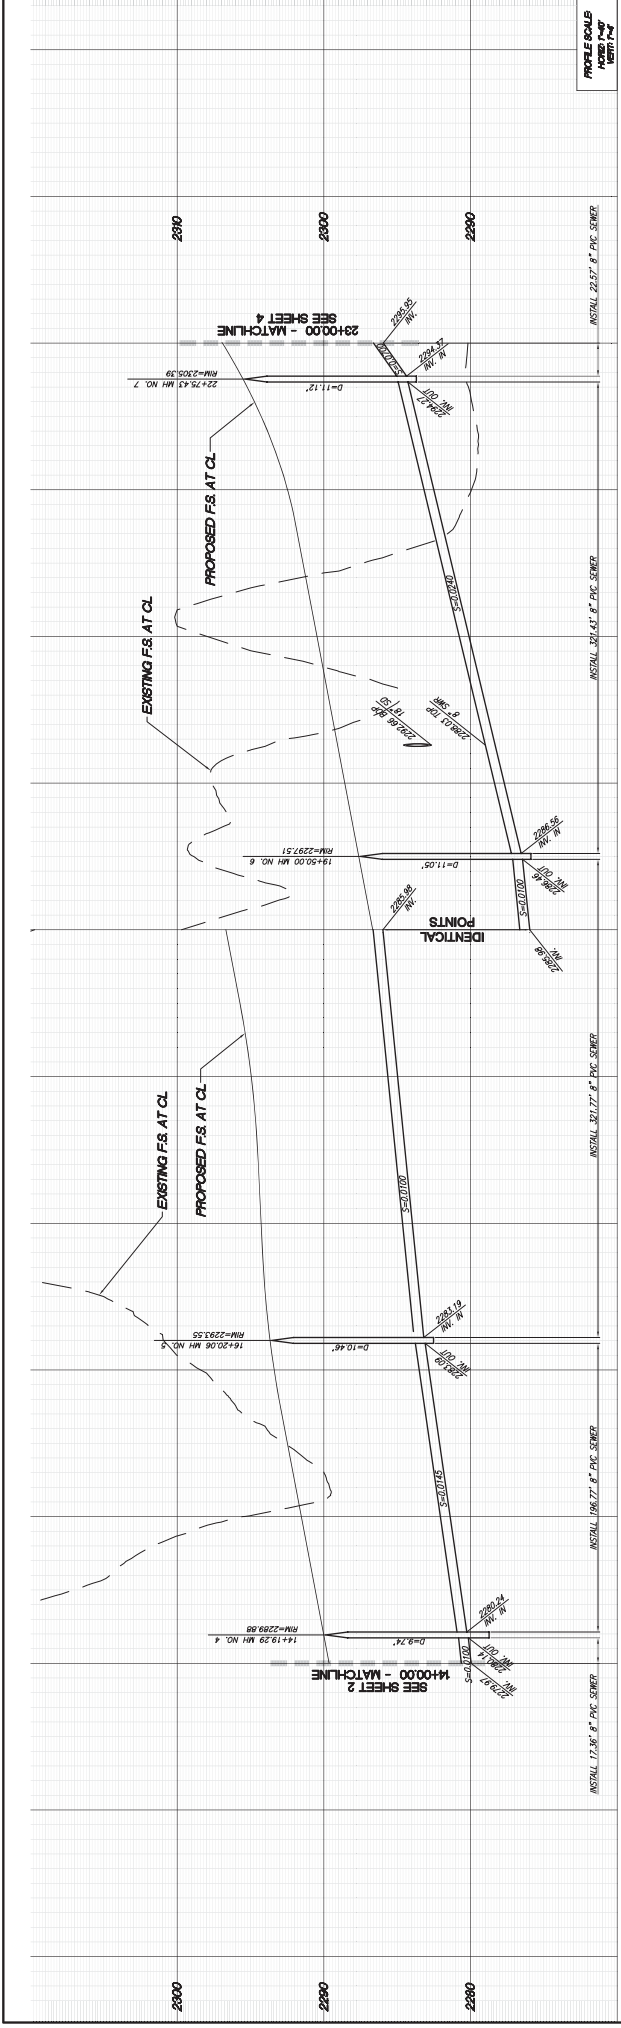 PROFILE SCALE:
HORIZ: 1"=40'
VERT: 1"=4'
2310
2300
2290
23+00.00 - MATCHLINE
SEE SHEET 4
22+75.43 MH NO. 7
RIM=2305.39
D=11.12'
S=0.0700
2295.95
INV.
2294.37
INV. IN
2294.27
INV. OUT
PROPOSED F.S. AT CL
EXISTING F.S. AT CL
S=0.0240
2292.66 BOP
18" SD
2288.03 TOP
8" SWR
19+50.00 MH NO. 6
RIM=2297.51
D=11.05'
2286.56
INV. IN
2286.46
INV. OUT
S=0.0100
2285.98
INV.
IDENTICAL
POINTS
2285.98
INV.
EXISTING F.S. AT CL
PROPOSED F.S. AT CL
S=0.0100
16+20.06 MH NO. 5
RIM=2293.55
D=10.46'
2283.19
INV. IN
2283.09
INV. OUT
S=0.0145
14+19.29 MH NO. 4
RIM=2289.88
D=9.74'
2280.24
INV. IN
2280.14
INV. OUT
S=0.0100
2279.97
INV.
14+00.00 - MATCHLINE
SEE SHEET 2
2300
2290
2280
INSTALL 17.36' 8" PVC SEWER
INSTALL 196.77' 8" PVC SEWER
INSTALL 321.77' 8" PVC SEWER
INSTALL 321.43' 8" PVC SEWER
INSTALL 22.57' 8" PVC SEWER